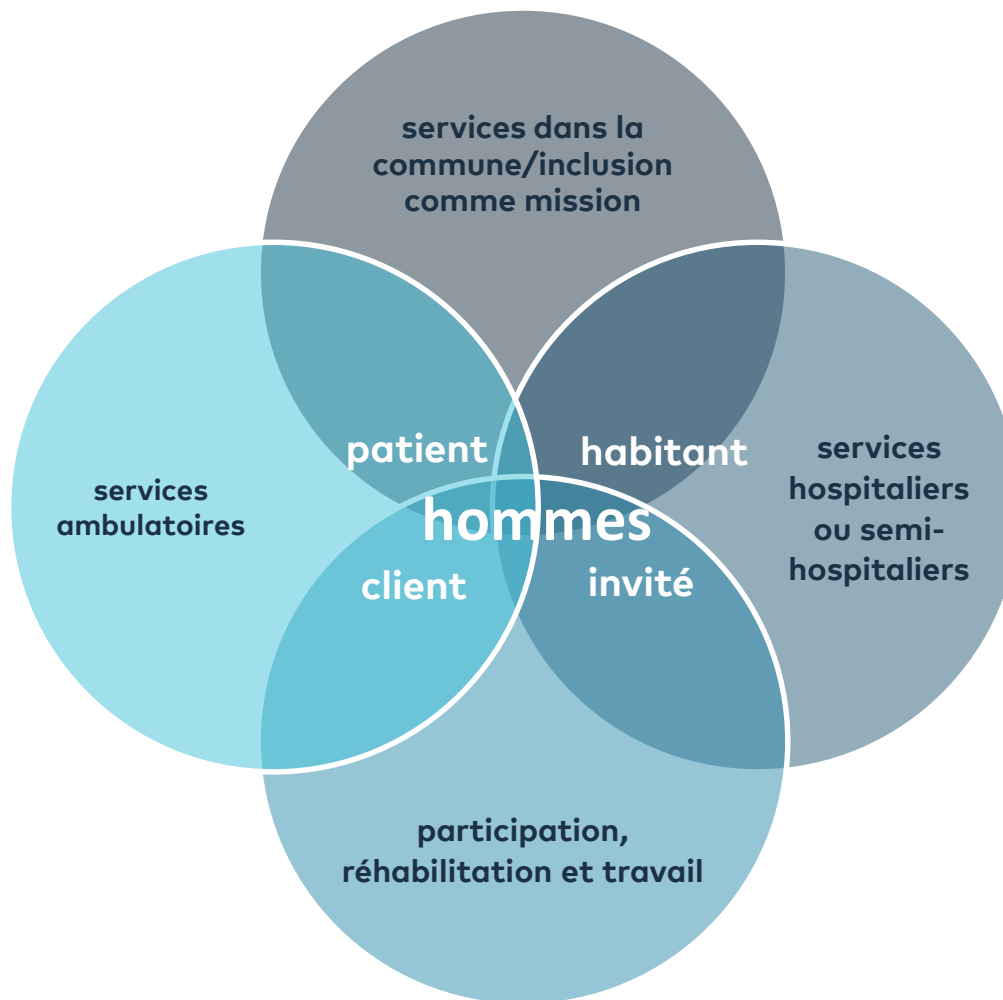 services dans la
commune/inclusion
comme mission
patient
habitant
services
ambulatoires
services
hospitaliers
ou semi-
hospitaliers
hommes
client
invité
participation,
réhabilitation et travail